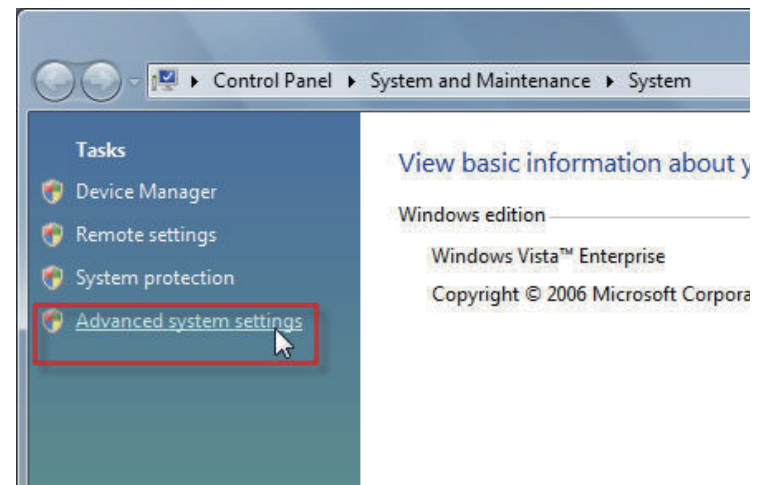 Control Panel ▸ System and Maintenance ▸ System
Tasks
Device Manager
Remote settings
System protection
Advanced system settings
View basic information about y
Windows edition
Windows Vista™ Enterprise
Copyright © 2006 Microsoft Corpora